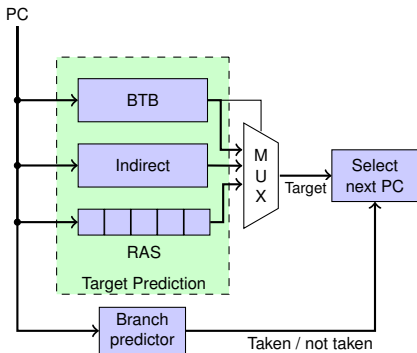 PC
BTB
Indirect
RAS
Target Prediction
M
U
X
Target
Select
next PC
Branch
predictor
Taken / not taken